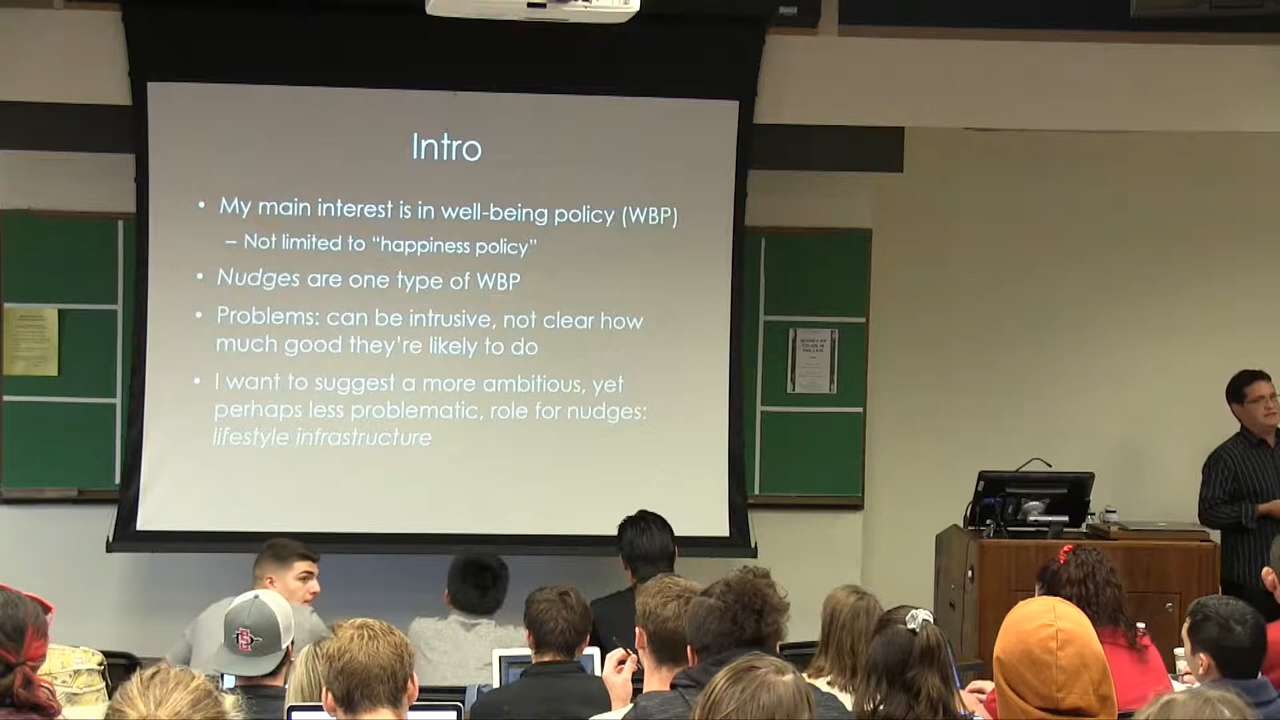 Intro
• My main interest is in well-being policy (WBP)
– Not limited to “happiness policy”
• Nudges are one type of WBP
• Problems: can be intrusive, not clear how
much good they’re likely to do
• I want to suggest a more ambitious, yet
perhaps less problematic, role for nudges:
lifestyle infrastructure